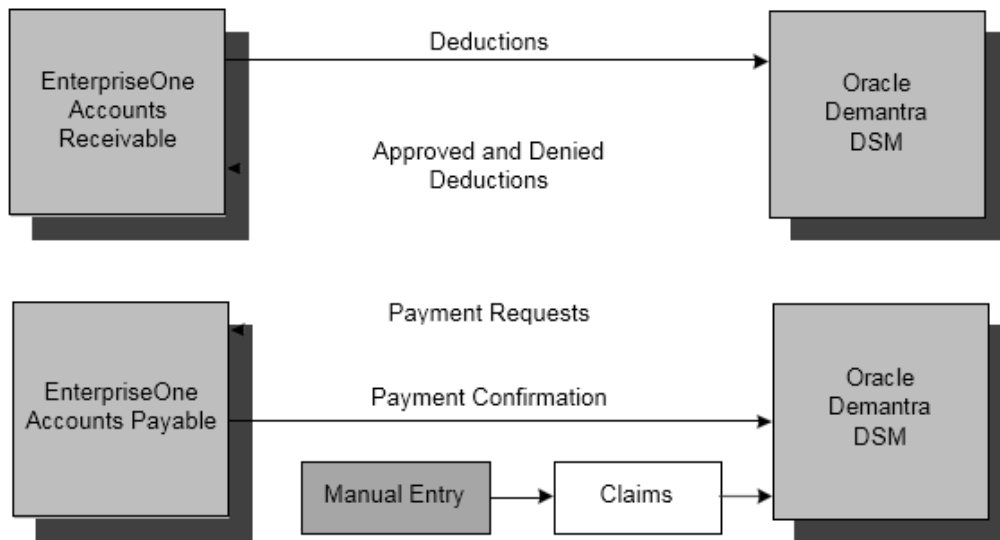 Deductions
EnterpriseOne
Accounts
Receivable
Oracle
Demantra
DSM
Approved and Denied
Deductions
Payment Requests
EnterpriseOne
Accounts Payable
Payment Confirmation
Oracle
Demantra
DSM
Manual Entry
Claims